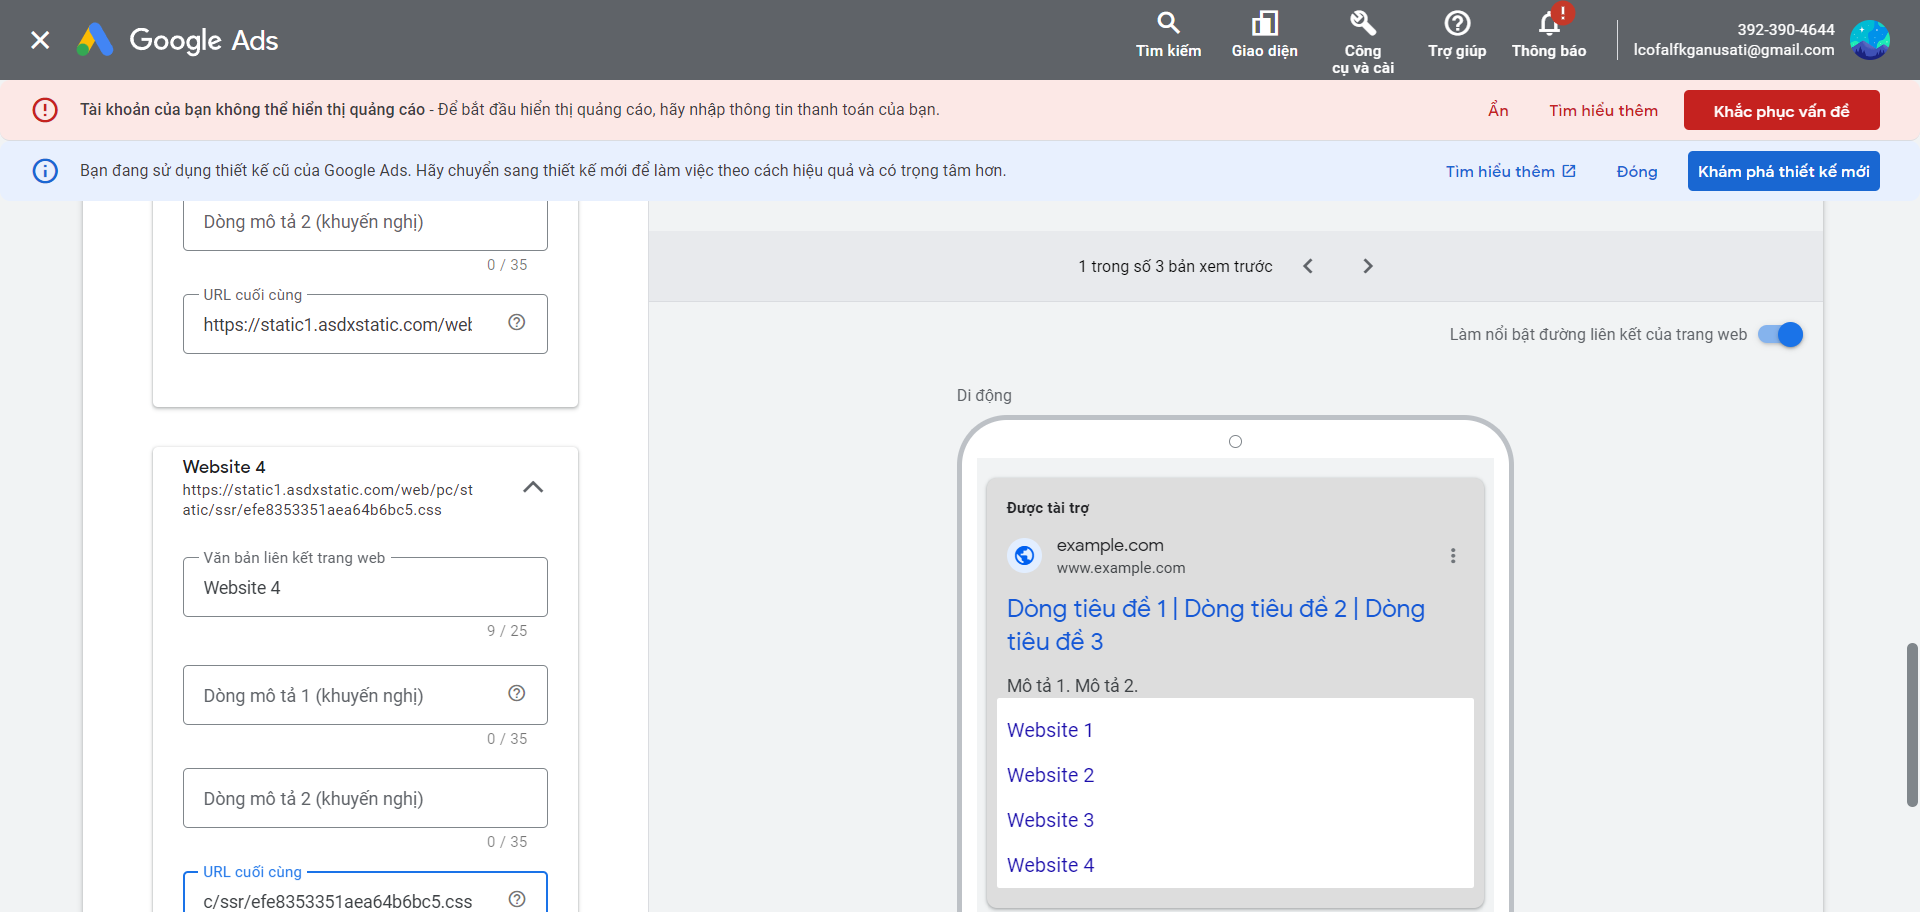 Google Ads
Tìm kiếm
Giao diện
Công
cụ và cài
Trợ giúp
Thông báo
!
392-390-4644
lcofalfkganusati@gmail.com
Tài khoản của bạn không thể hiển thị quảng cáo - Để bắt đầu hiển thị quảng cáo, hãy nhập thông tin thanh toán của bạn.
Ẩn
Tìm hiểu thêm
Khắc phục vấn đề
Bạn đang sử dụng thiết kế cũ của Google Ads. Hãy chuyển sang thiết kế mới để làm việc theo cách hiệu quả và có trọng tâm hơn.
Tìm hiểu thêm
Đóng
Khám phá thiết kế mới
Dòng mô tả 2 (khuyến nghị)
0 / 35
URL cuối cùng
https://static1.asdxstatic.com/web
Website 4
https://static1.asdxstatic.com/web/pc/st
atic/ssr/efe8353351aea64b6bc5.css
Văn bản liên kết trang web
Website 4
9 / 25
Dòng mô tả 1 (khuyến nghị)
0 / 35
Dòng mô tả 2 (khuyến nghị)
0 / 35
URL cuối cùng
c/ssr/efe8353351aea64b6bc5.css
1 trong số 3 bản xem trước
Làm nổi bật đường liên kết của trang web
Di động
Được tài trợ
example.com
www.example.com
Dòng tiêu đề 1 | Dòng tiêu đề 2 | Dòng
tiêu đề 3
Mô tả 1. Mô tả 2.
Website 1
Website 2
Website 3
Website 4